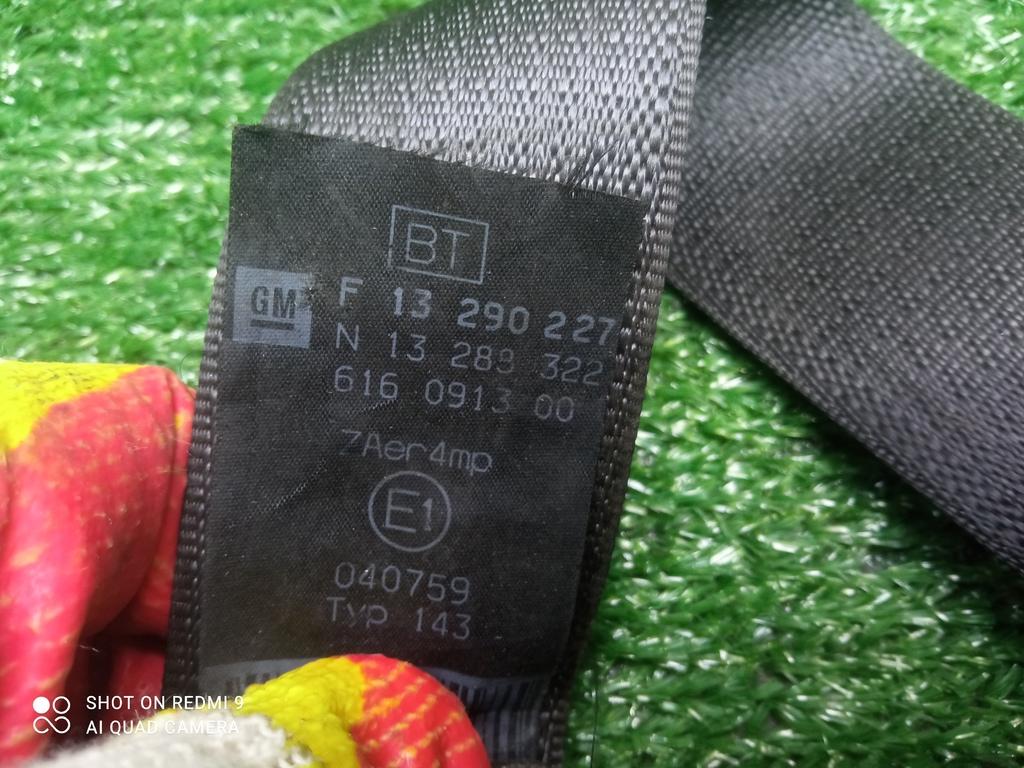 BT
GM
F 13 290 227
N 13 289 322
616 0913 00
ZAer4mp
E1
040759
Typ 143
SHOT ON REDMI 9
AI QUAD CAMERA